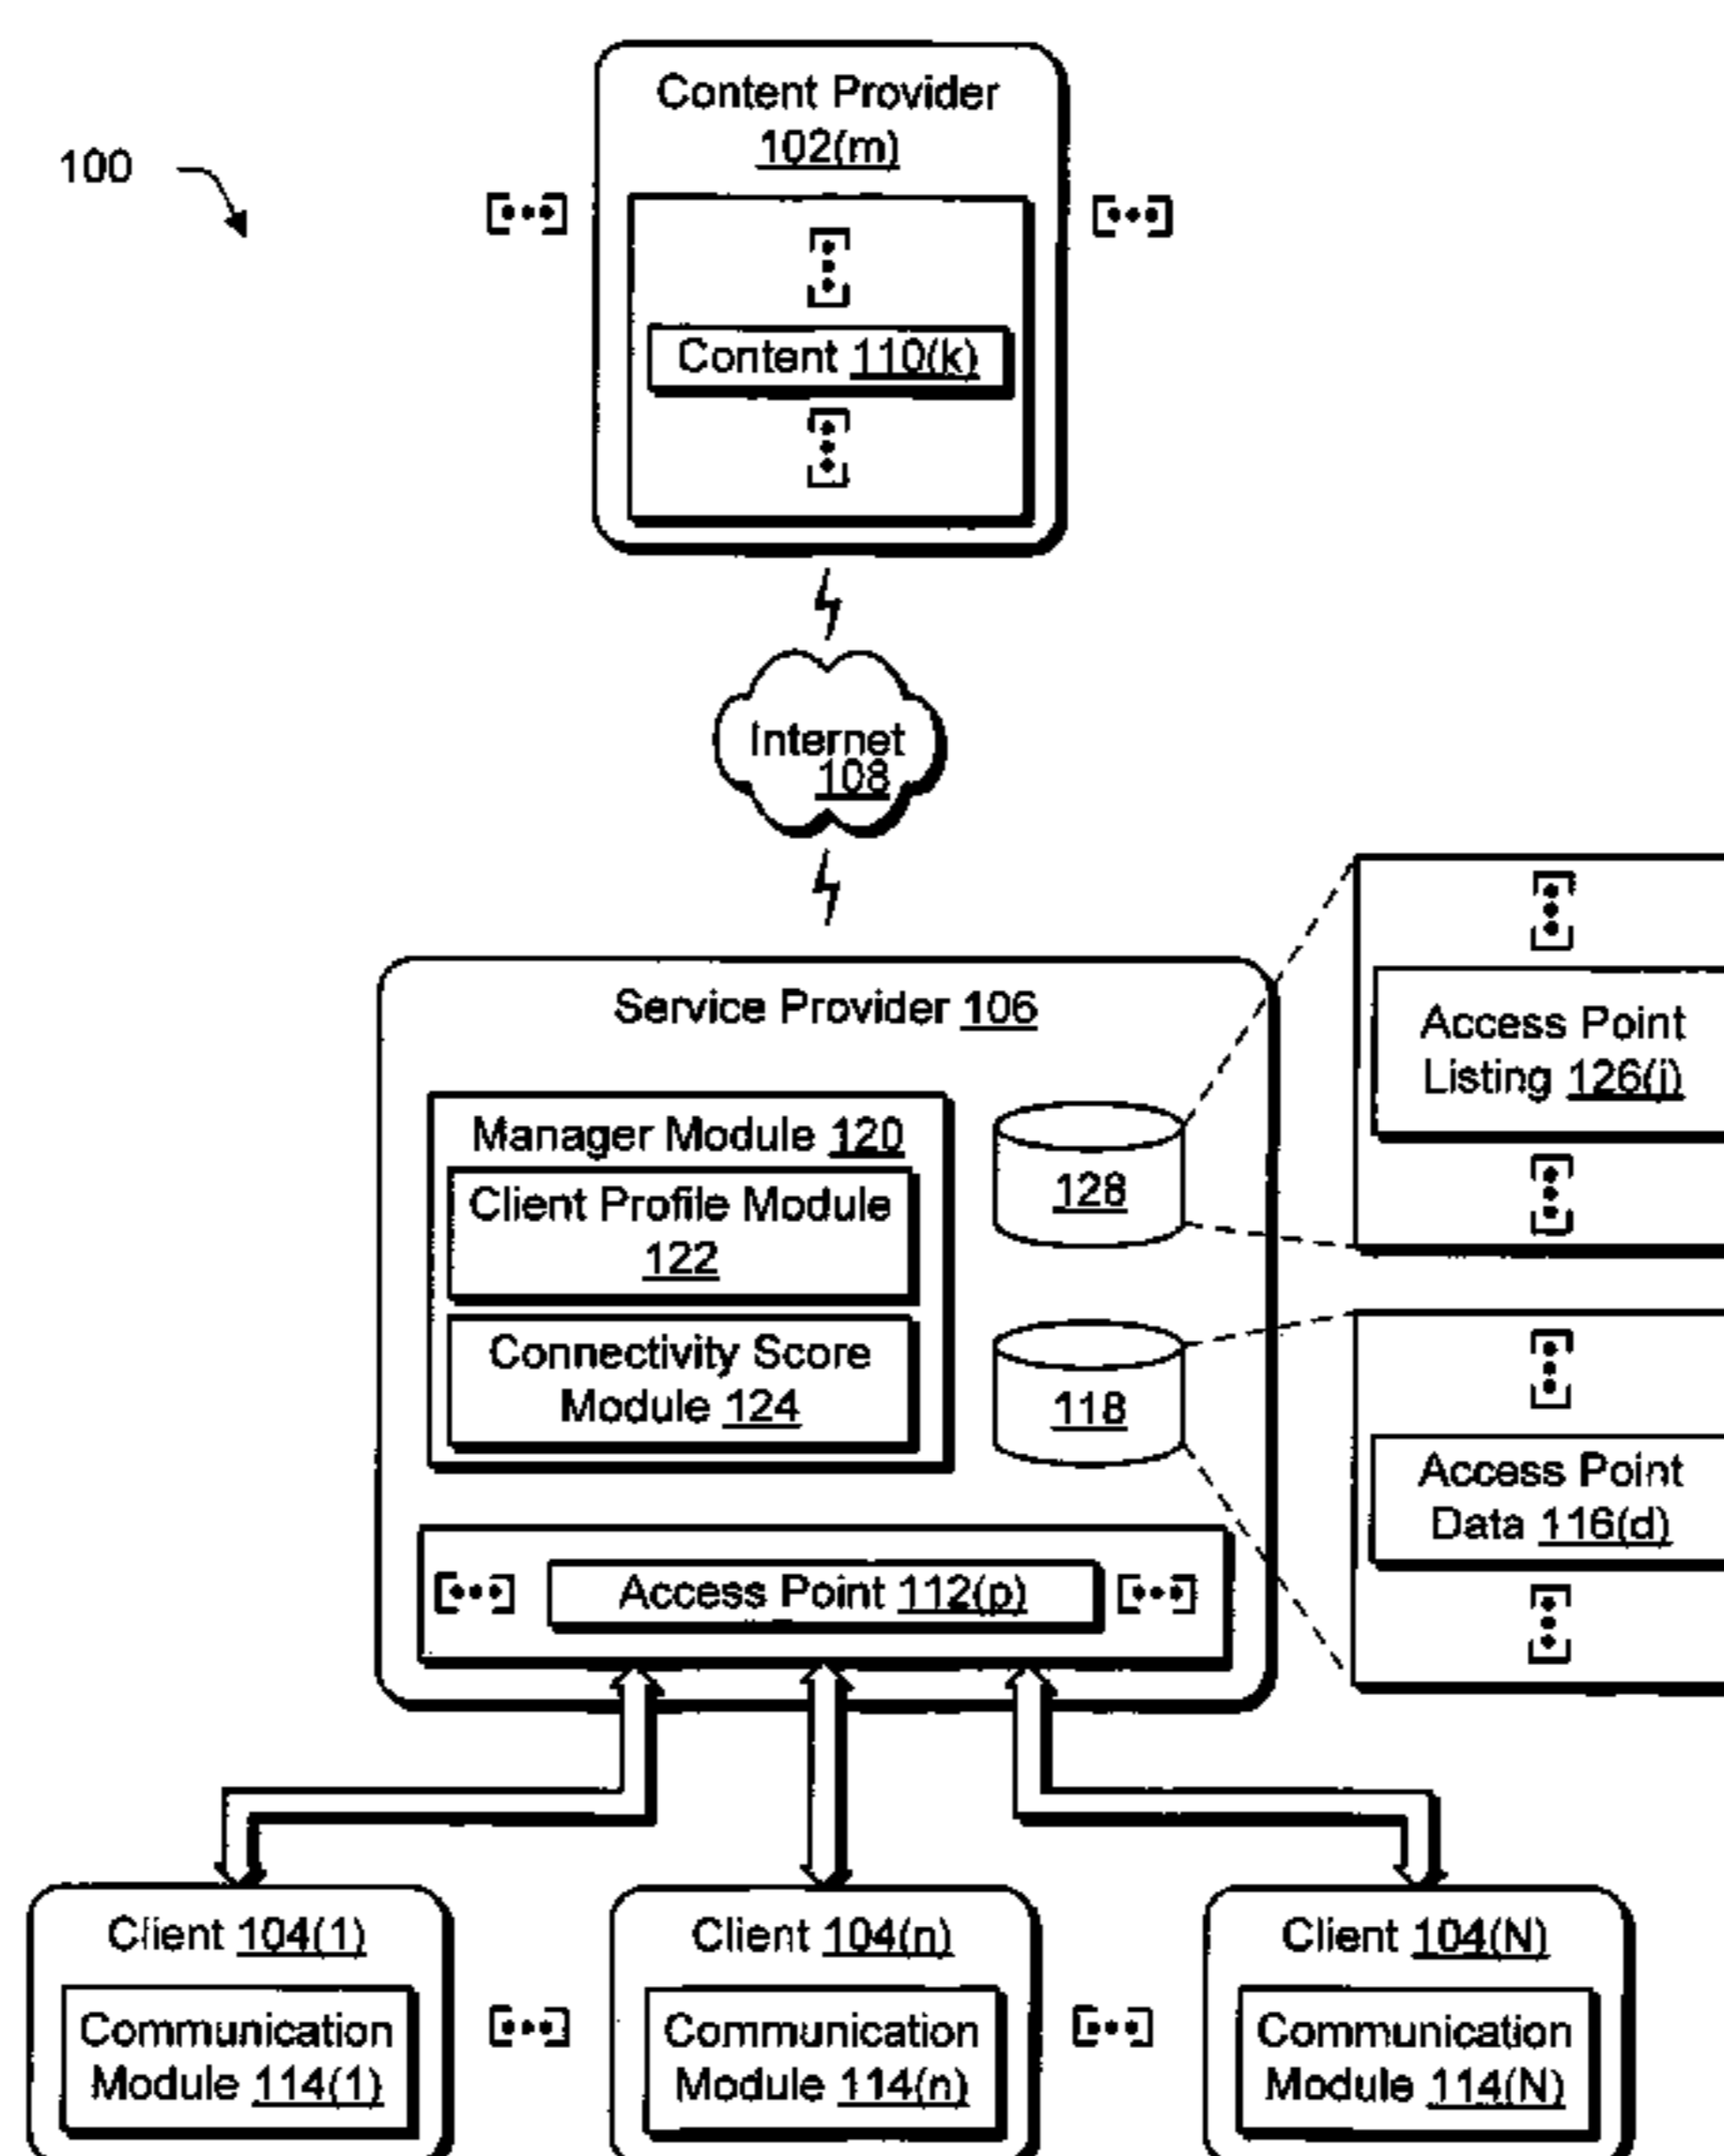 Content Provider
102(m)
100
Content 110(k)
Internet
108
Service Provider 106
Access Point
Listing 126(j)
Manager Module 120
Client Profile Module
122
128
Connectivity Score
Module 124
118
Access Point
Data 116(d)
Access Point 112(p)
Client 104(1)
Communication
Module 114(1)
Client 104(n)
Communication
Module 114(n)
Client 104(N)
Communication
Module 114(N)